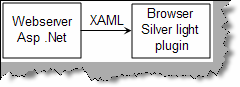 Webserver
Asp .Net
XAML
Browser
Silver light
plugin